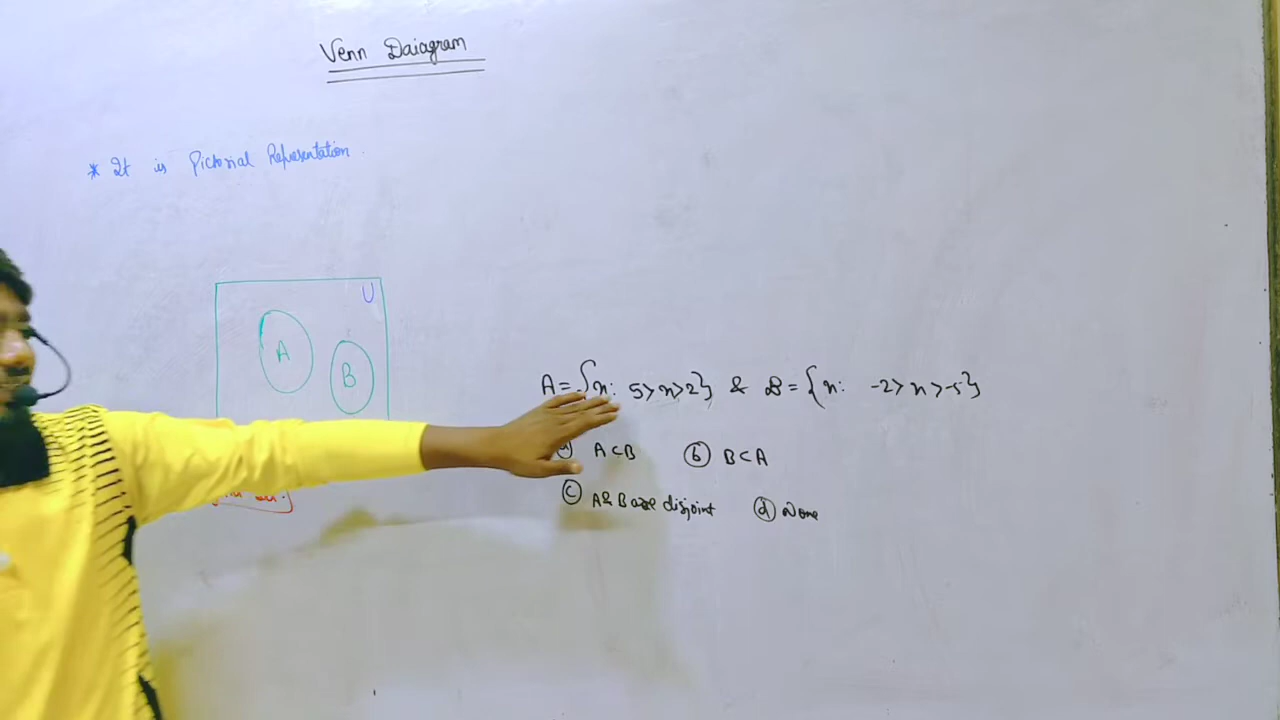 Venn Daiagram
* It is Pictorial Representation.
U
A
B
A = {x: 5>x>2} & B = {x: -2>x>-5}
(a) A⊂B (b) B⊂A
(c) A & B are disjoint (d) None